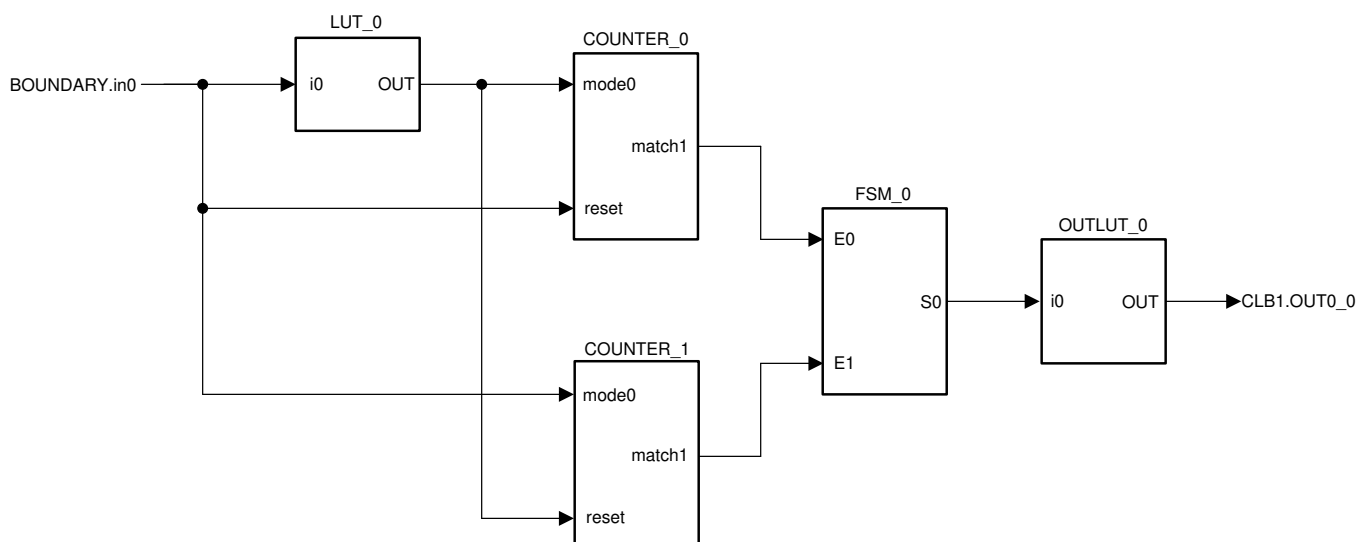 LUT_0
COUNTER_0
BOUNDARY.in0
i0
OUT
mode0
match1
reset
FSM_0
OUTLUT_0
E0
S0
E1
i0
OUT
CLB1.OUT0_0
COUNTER_1
mode0
match1
reset